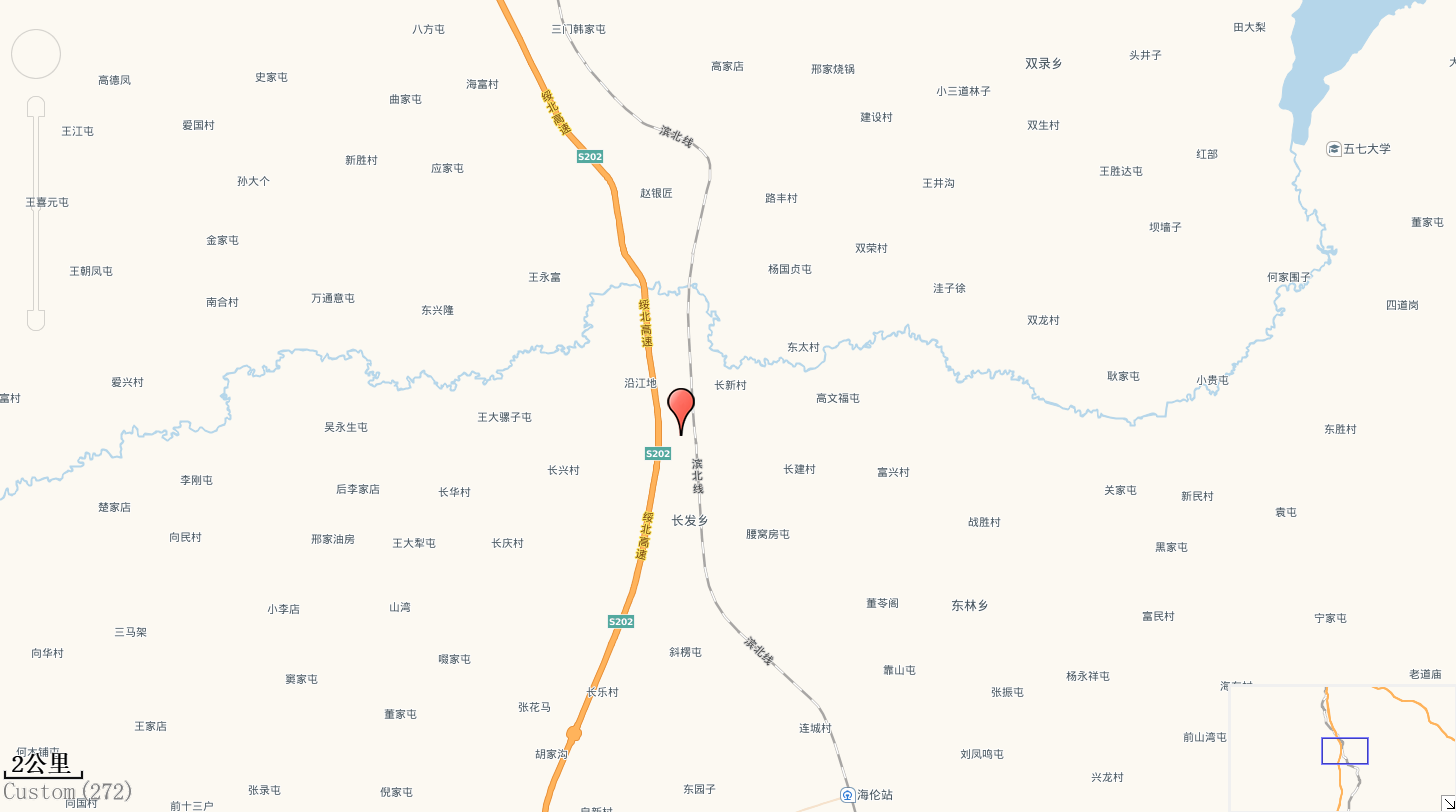 田大梨
八方屯
三门韩家屯
头井子
双录乡
高家店
邢家烧锅
高德凤
史家屯
海富村
小三道林子
曲家屯
绥北高速
建设村
王江屯
爱国村
滨北线
双生村
五七大学
S202
新胜村
应家屯
红部
王胜达屯
孙大个
王井沟
赵银匠
路丰村
王喜元屯
董家屯
坝墙子
金家屯
双荣村
王朝凤屯
杨国贞屯
王永富
何家围子
洼子徐
南合村
万通意屯
东兴隆
绥北高速
四道岗
双龙村
东太村
爱兴村
沿江地
长新村
耿家屯
小贵屯
富村
高文福屯
王大骡子屯
吴永生屯
东胜村
S202
长兴村
滨北线
长建村
富兴村
李刚屯
后李家店
长华村
关家屯
新民村
楚家店
袁屯
长发乡
战胜村
绥北高速
向民村
邢家油房
王大犁屯
长庆村
腰窝房屯
黑家屯
小李店
山湾
董苓阁
东林乡
富民村
宁家屯
S202
三马架
向华村
啜家屯
斜楞屯
滨北线
靠山屯
窦家屯
杨永祥屯
老道庙
长乐村
张振屯
张花马
董家屯
王家店
连城村
前山湾屯
胡家沟
刘凤鸣屯
2公里
兴龙村
Custom (272)
张录屯
倪家屯
东园子
海伦站
向国村
前十三户